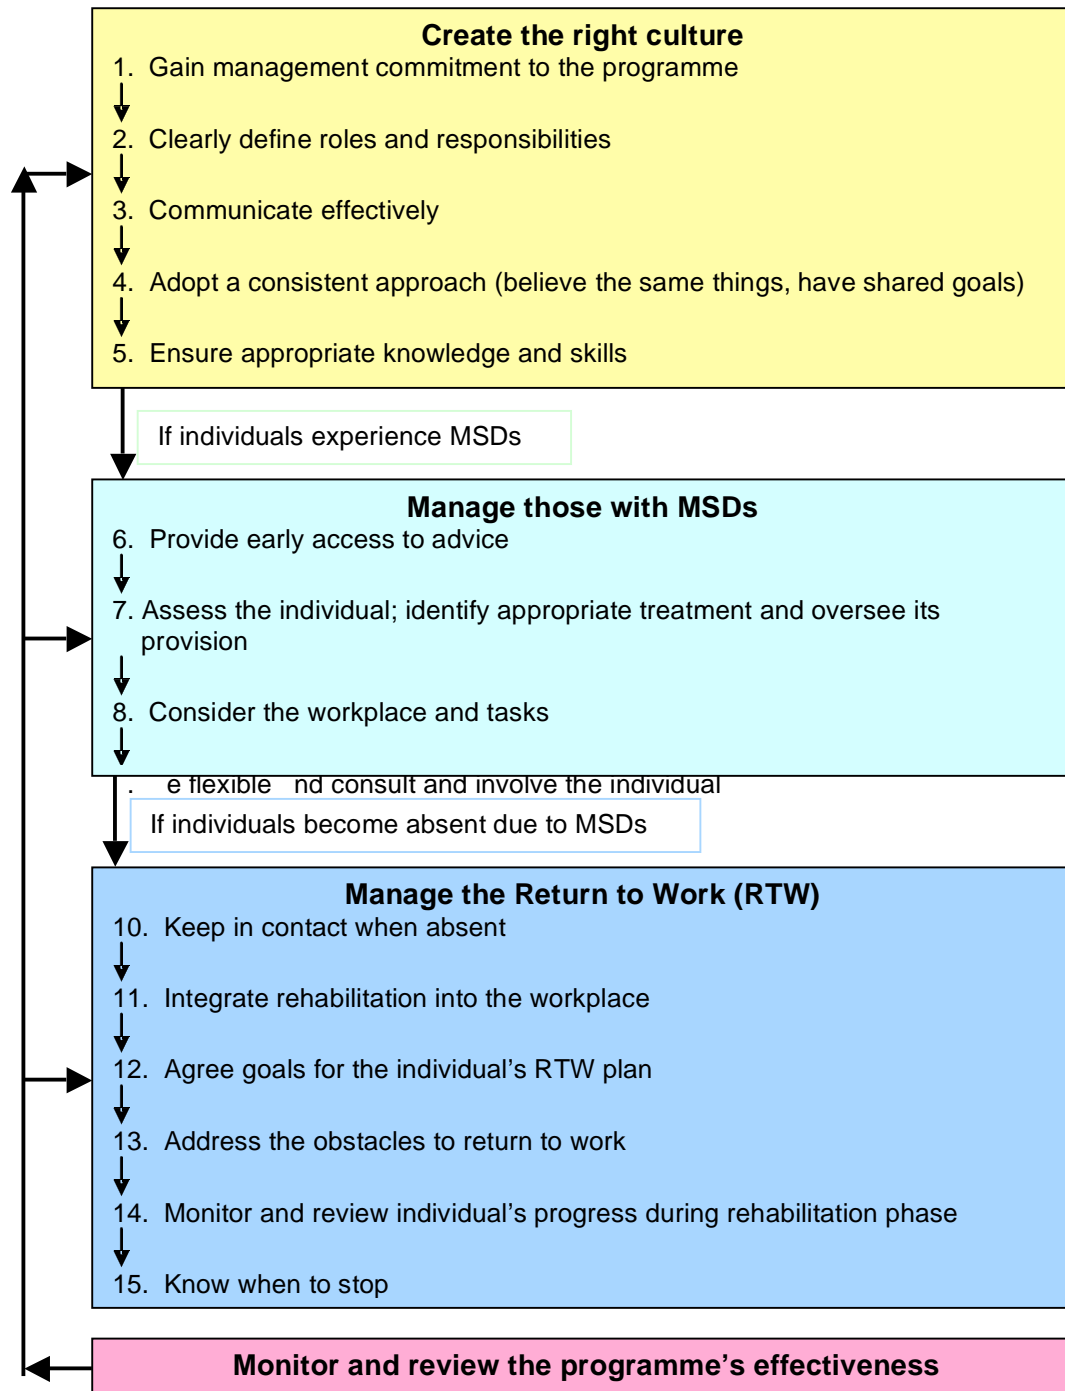 Create the right culture
1. Gain management commitment to the programme
2. Clearly define roles and responsibilities
3. Communicate effectively
4. Adopt a consistent approach (believe the same things, have shared goals)
5. Ensure appropriate knowledge and skills
If individuals experience MSDs
Manage those with MSDs
6. Provide early access to advice
7. Assess the individual; identify appropriate treatment and oversee its
provision
8. Consider the workplace and tasks
. e flexible nd consult and involve the individual
If individuals become absent due to MSDs
Manage the Return to Work (RTW)
10. Keep in contact when absent
11. Integrate rehabilitation into the workplace
12. Agree goals for the individual’s RTW plan
13. Address the obstacles to return to work
14. Monitor and review individual’s progress during rehabilitation phase
15. Know when to stop
Monitor and review the programme’s effectiveness